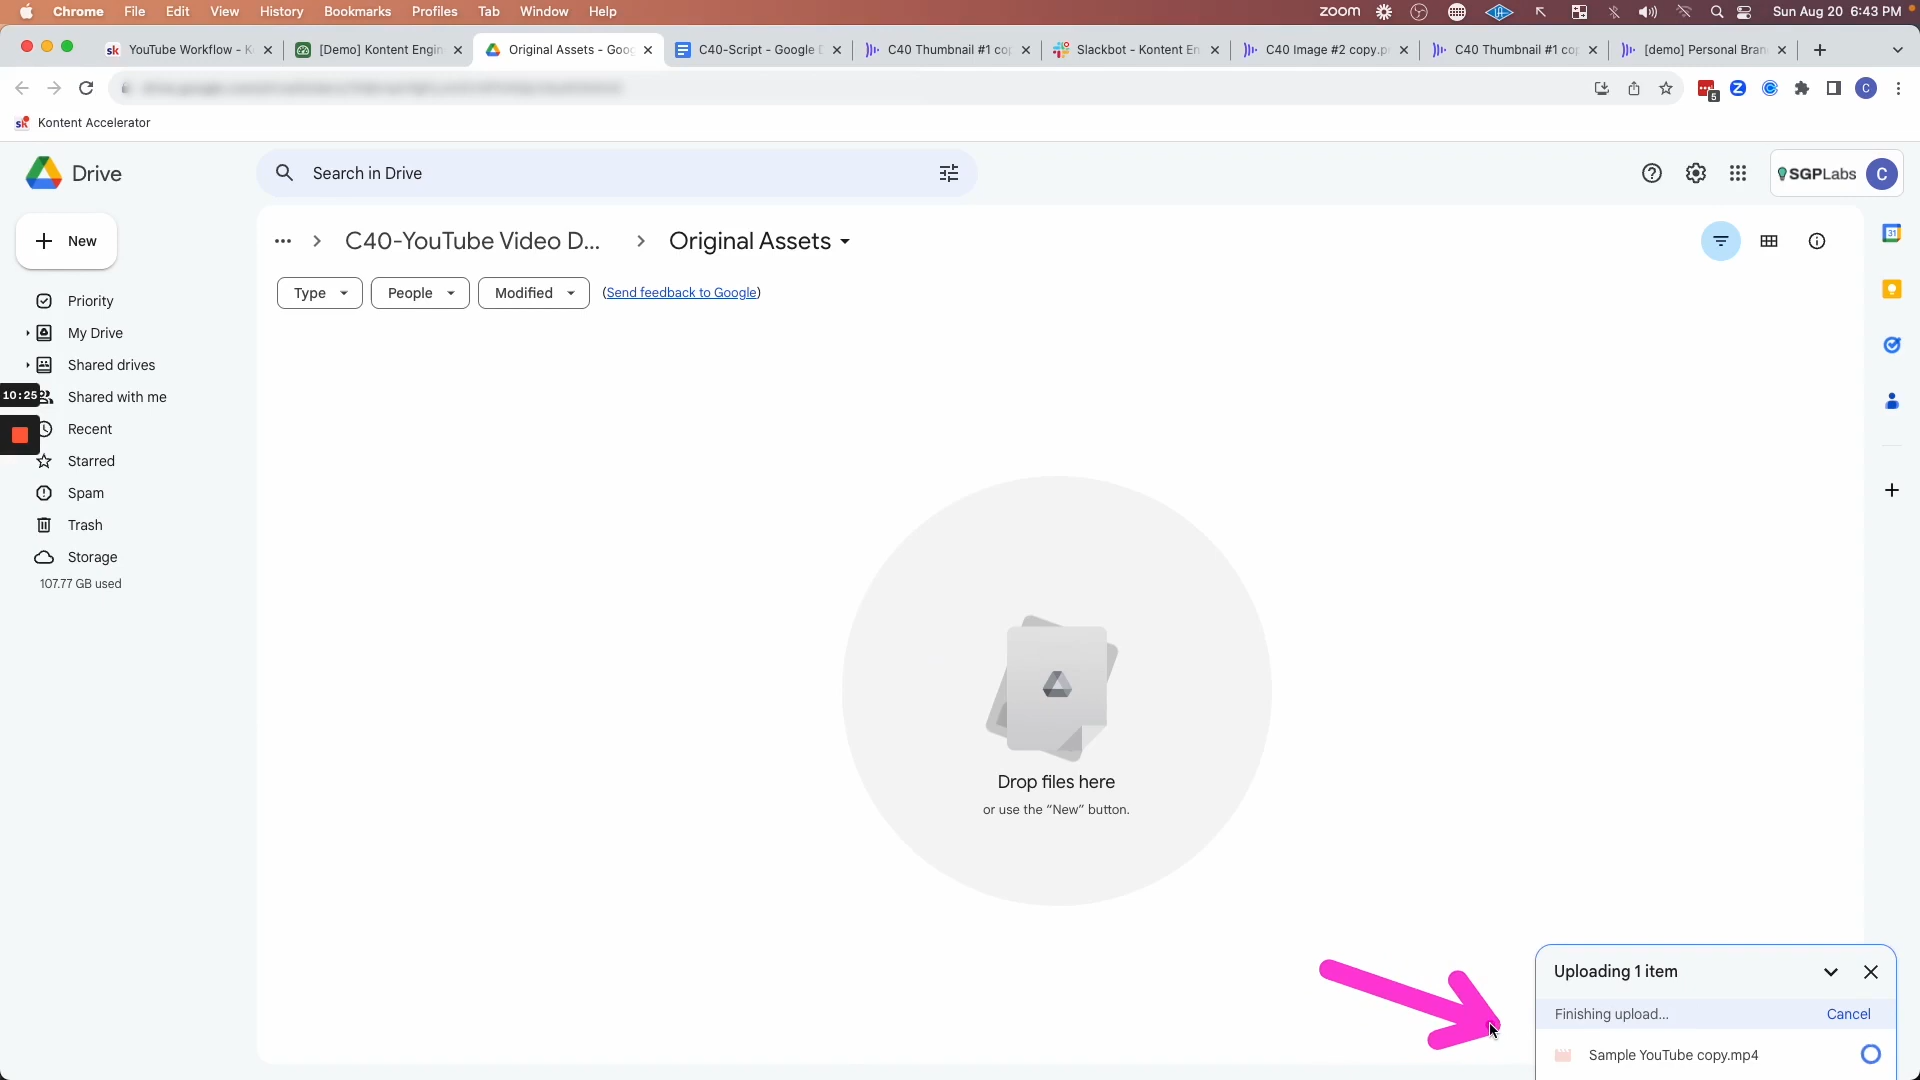 Chrome File Edit View History Bookmarks Profiles Tab Window Help
zoom Sun Aug 20 6:43 PM
YouTube Workflow - K
[Demo] Kontent Engin
Original Assets - Goog
C40-Script - Google D
C40 Thumbnail #1 cop
Slackbot - Kontent En
C40 Image #2 copy.p
C40 Thumbnail #1 cop
[demo] Personal Bran
5
C
Kontent Accelerator
Drive
Search in Drive
SGPLabs C
New
C40-YouTube Video D... Original Assets
Type People Modified (Send feedback to Google)
31
Priority
My Drive
Shared drives
10:25
Shared with me
Recent
Starred
Spam
Trash
Storage
107.77 GB used
Drop files here
or use the “New” button.
Uploading 1 item
Finishing upload... Cancel
Sample YouTube copy.mp4